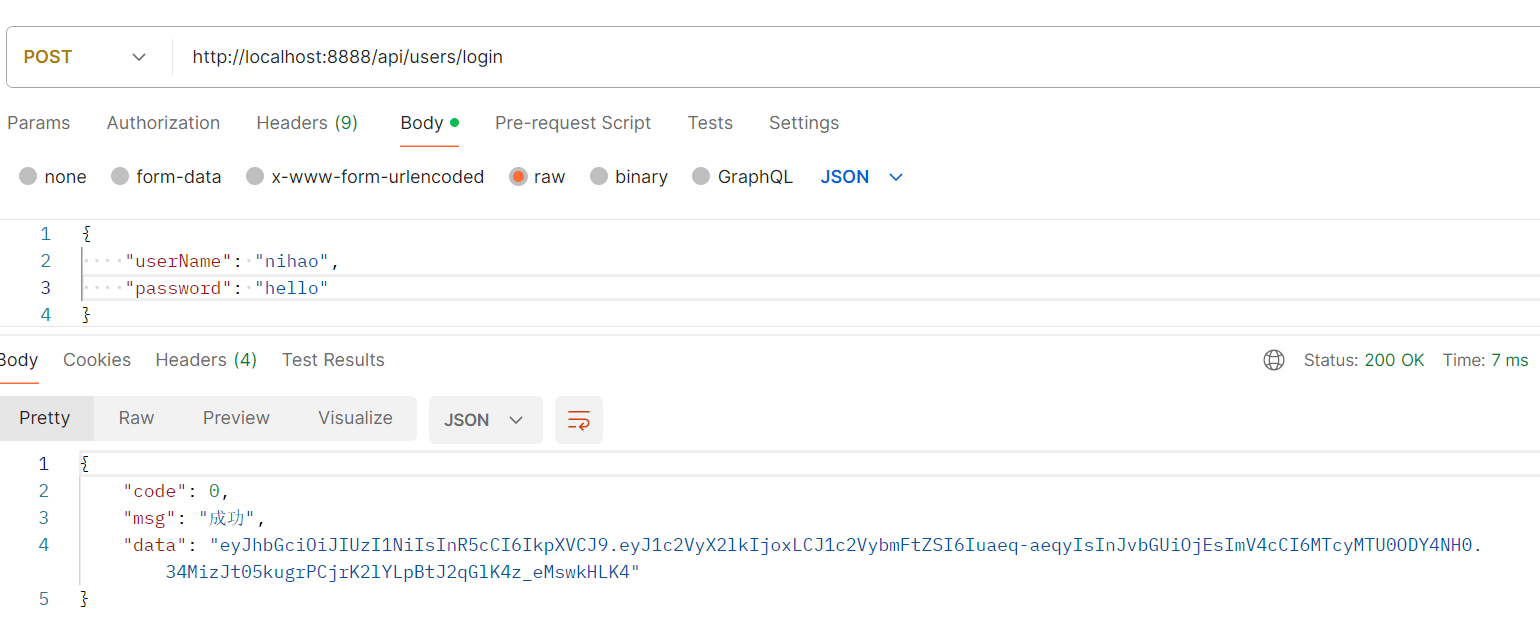 POST http://localhost:8888/api/users/login
Params Authorization Headers (9) Body Pre-request Script Tests Settings
none form-data x-www-form-urlencoded raw binary GraphQL JSON
1 {
2 "userName": "nihao",
3 "password": "hello"
4 }
Body Cookies Headers (4) Test Results Status: 200 OK Time: 7 ms
Pretty Raw Preview Visualize JSON
1 {
2 "code": 0,
3 "msg": "成功",
4 "data": "eyJhbGciOiJIUzI1NiIsInR5cCI6IkpXVCJ9.eyJ1c2VyX2lkIjoxLCJ1c2VybmFtZSI6Iuaeq-aeqyIsInJvbGUiOjEsImV4cCI6MTcyMTU0ODY4NH0.
34MizJt05kugrPCjrK2lYLpBtJ2qGlK4z_eMswkHLK4"
5 }